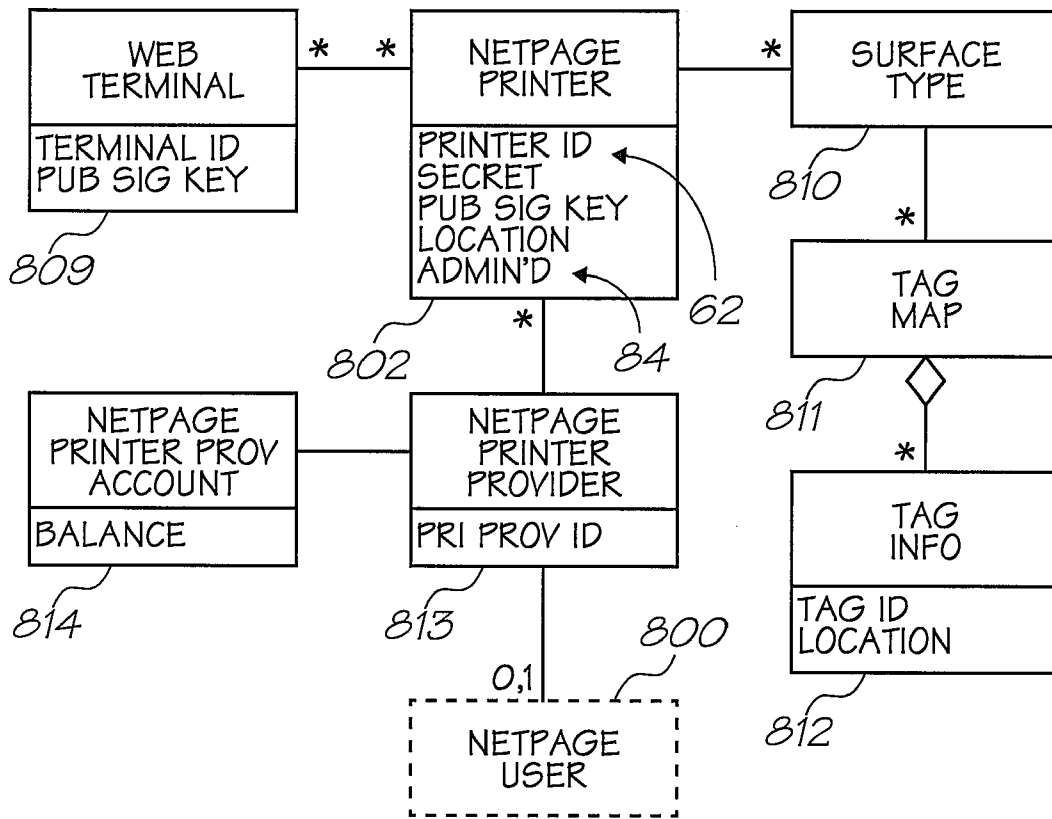 WEB
TERMINAL
TERMINAL ID
PUB SIG KEY
809
* *
NETPAGE
PRINTER
PRINTER ID
SECRET
PUB SIG KEY
LOCATION
ADMIN'D
62
84
802
*
*
SURFACE
TYPE
810
*
TAG
MAP
811
*
TAG
INFO
TAG ID
LOCATION
812
NETPAGE
PRINTER PROV
ACCOUNT
BALANCE
814
NETPAGE
PRINTER
PROVIDER
PRI PROV ID
813
800
0,1
NETPAGE
USER